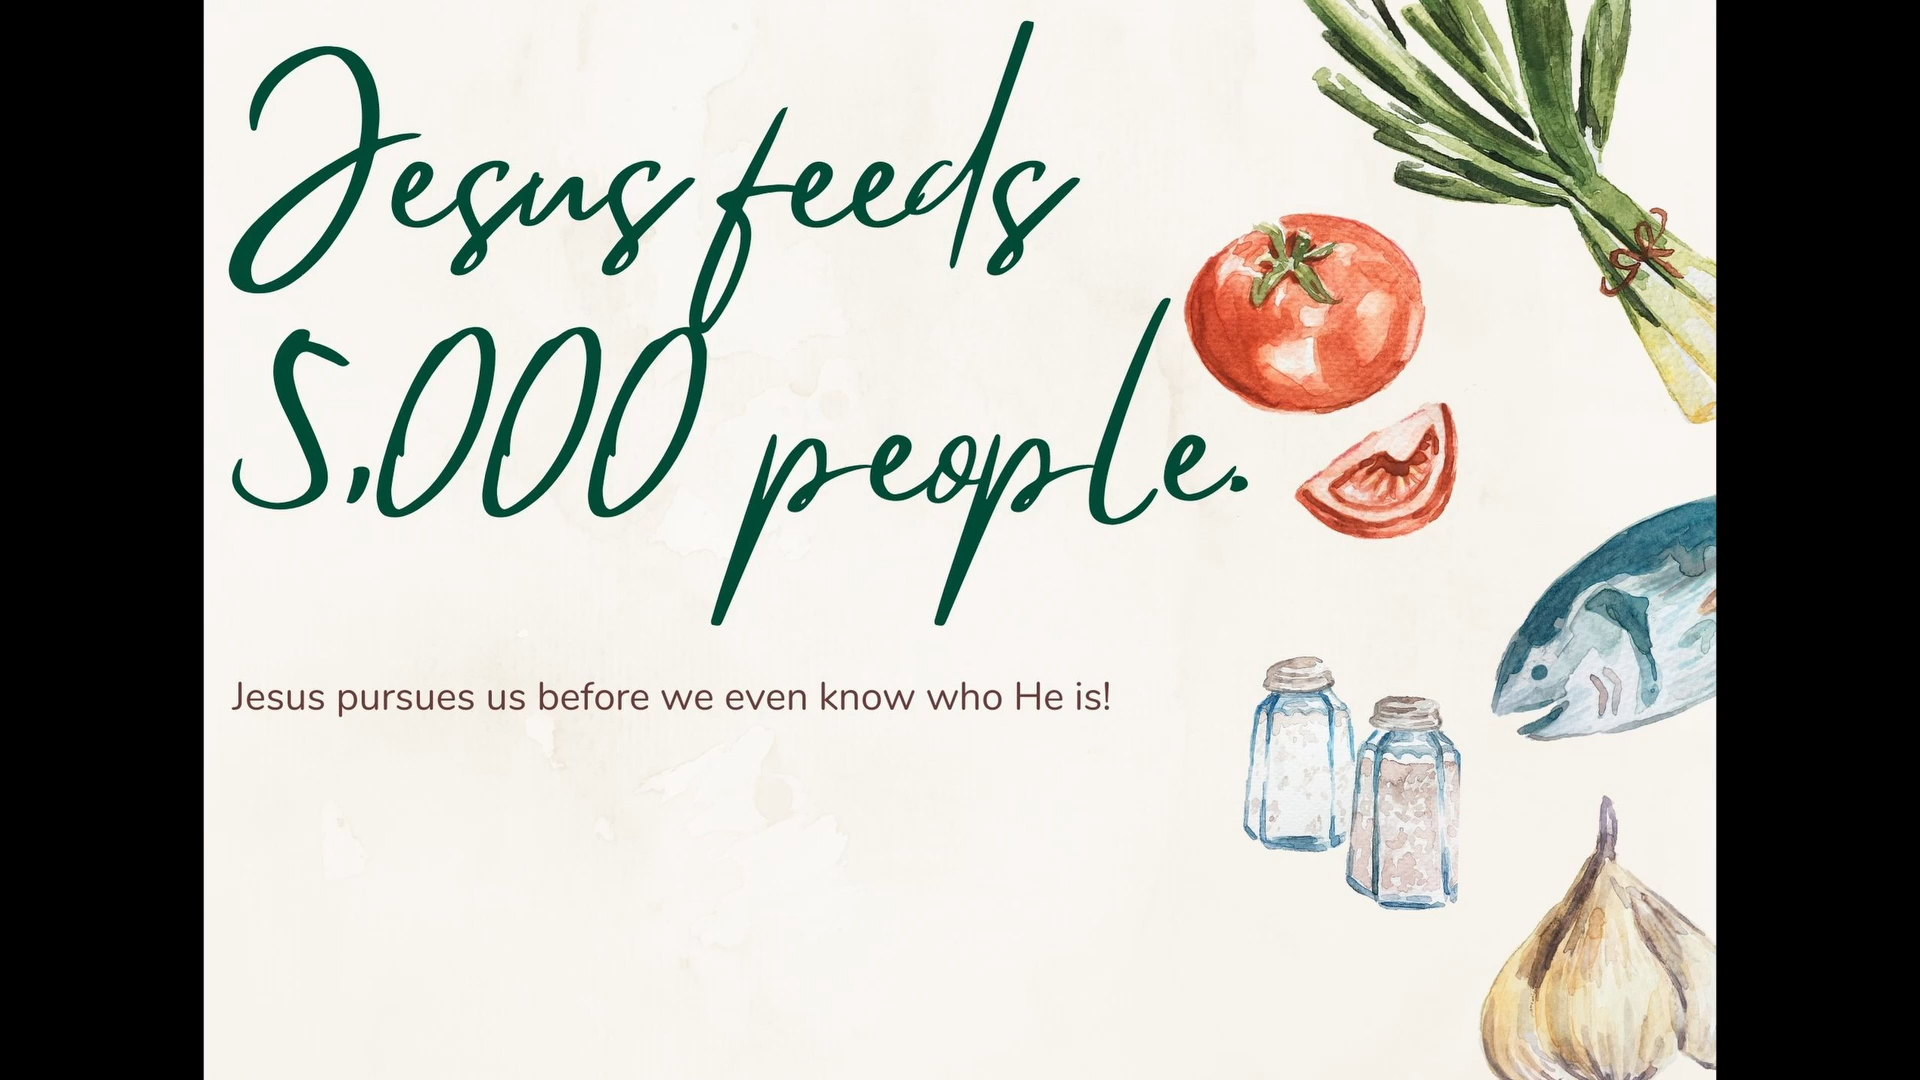 Jesus feeds
5,000 people.
Jesus pursues us before we even know who He is!